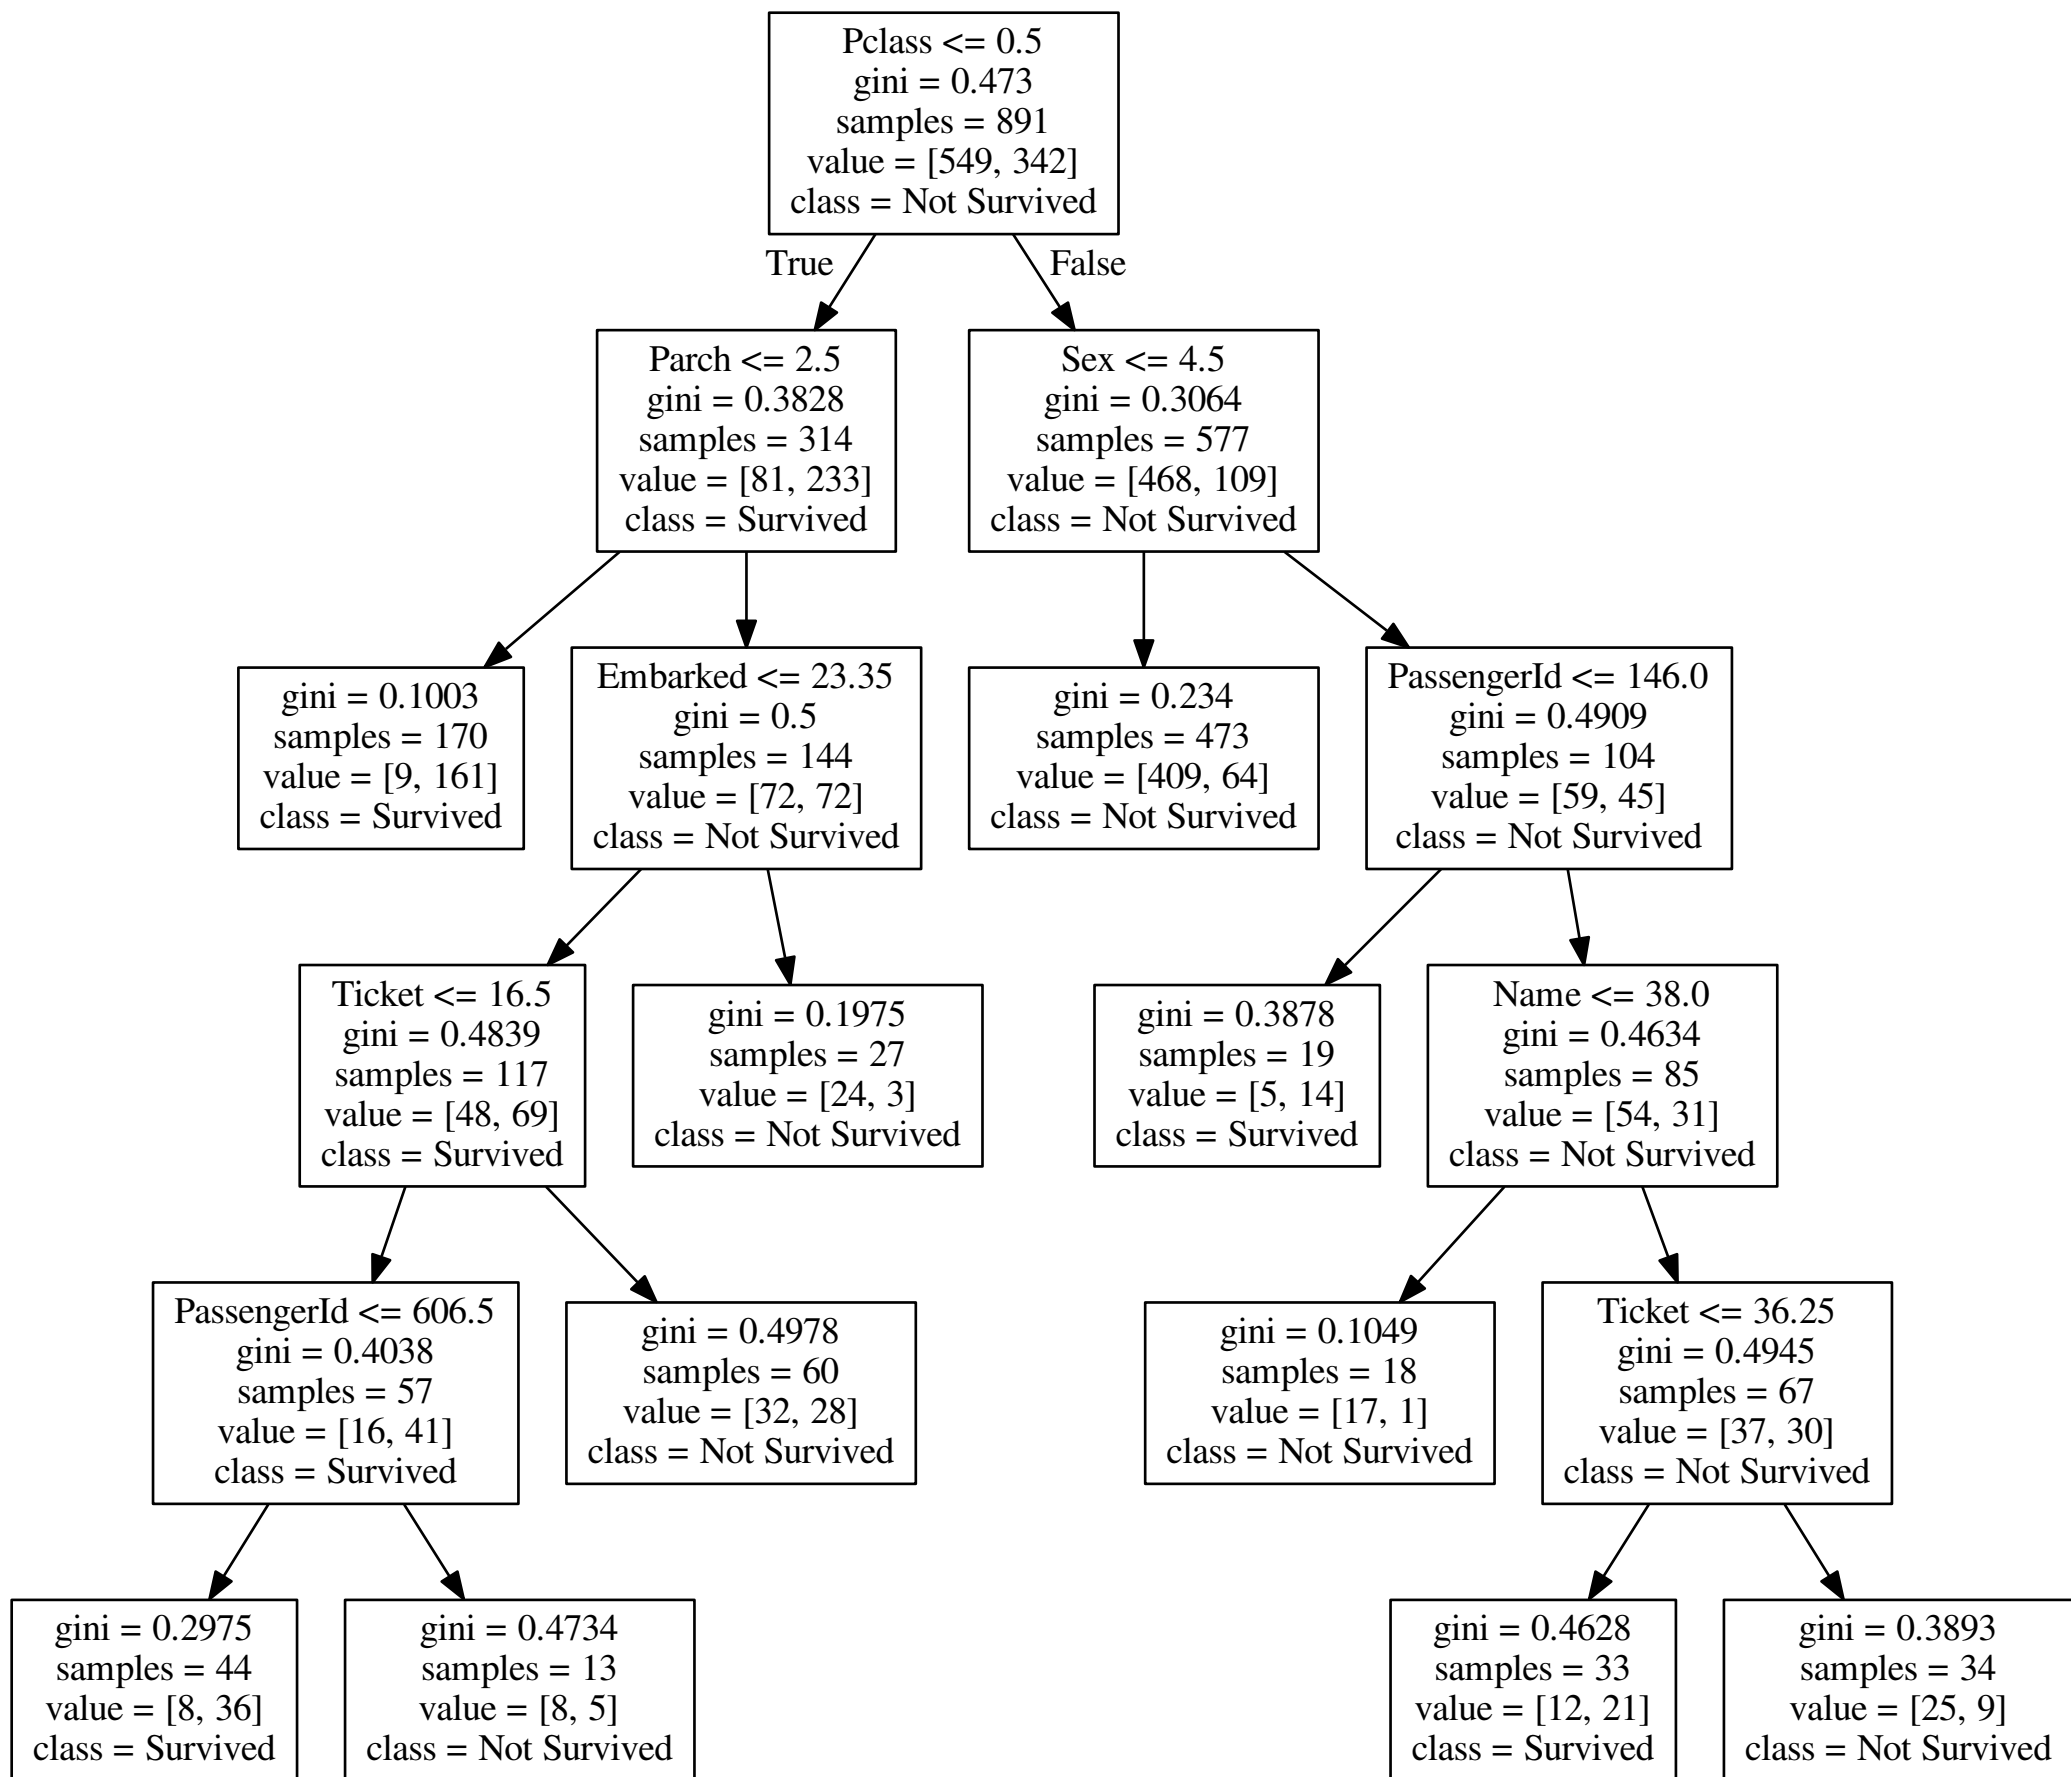 Pclass <= 0.5
gini = 0.473
samples = 891
value = [549, 342]
class = Not Survived
True
False
Parch <= 2.5
gini = 0.3828
samples = 314
value = [81, 233]
class = Survived
Sex <= 4.5
gini = 0.3064
samples = 577
value = [468, 109]
class = Not Survived
gini = 0.1003
samples = 170
value = [9, 161]
class = Survived
Embarked <= 23.35
gini = 0.5
samples = 144
value = [72, 72]
class = Not Survived
gini = 0.234
samples = 473
value = [409, 64]
class = Not Survived
PassengerId <= 146.0
gini = 0.4909
samples = 104
value = [59, 45]
class = Not Survived
Ticket <= 16.5
gini = 0.4839
samples = 117
value = [48, 69]
class = Survived
gini = 0.1975
samples = 27
value = [24, 3]
class = Not Survived
gini = 0.3878
samples = 19
value = [5, 14]
class = Survived
Name <= 38.0
gini = 0.4634
samples = 85
value = [54, 31]
class = Not Survived
PassengerId <= 606.5
gini = 0.4038
samples = 57
value = [16, 41]
class = Survived
gini = 0.4978
samples = 60
value = [32, 28]
class = Not Survived
gini = 0.1049
samples = 18
value = [17, 1]
class = Not Survived
Ticket <= 36.25
gini = 0.4945
samples = 67
value = [37, 30]
class = Not Survived
gini = 0.2975
samples = 44
value = [8, 36]
class = Survived
gini = 0.4734
samples = 13
value = [8, 5]
class = Not Survived
gini = 0.4628
samples = 33
value = [12, 21]
class = Survived
gini = 0.3893
samples = 34
value = [25, 9]
class = Not Survived